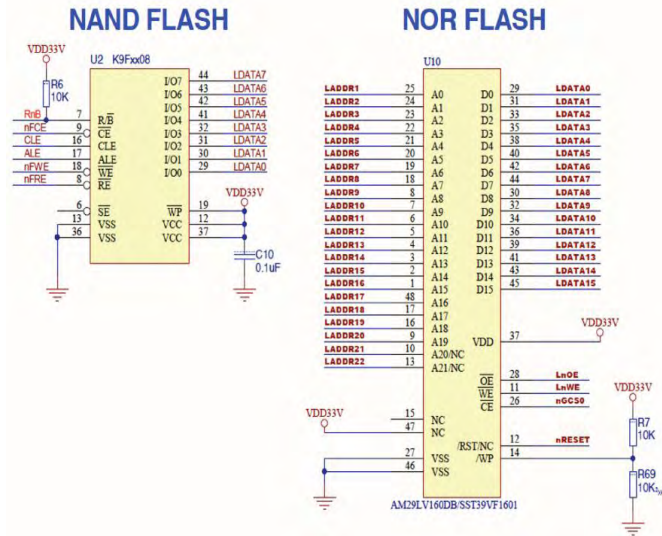 NAND FLASH
VDD33V
U2 K9Fxx08
R6
10K
RnB 7 R/B I/O7 44 LDATA7
nFCE 9 CE I/O6 43 LDATA6
CLE 16 CLE I/O5 42 LDATA5
ALE 17 ALE I/O4 41 LDATA4
nFWE 18 WE I/O3 32 LDATA3
nFRE 8 RE I/O2 31 LDATA2
I/O1 30 LDATA1
I/O0 29 LDATA0
VDD33V
6 SE WP 19
13 VSS VCC 12
36 VSS VCC 37
C10
0.1uF
NOR FLASH
U10
LADDR1 25 A0 D0 29 LDATA0
LADDR2 24 A1 D1 31 LDATA1
LADDR3 23 A2 D2 33 LDATA2
LADDR4 22 A3 D3 35 LDATA3
LADDR5 21 A4 D4 38 LDATA4
LADDR6 20 A5 D5 40 LDATA5
LADDR7 19 A6 D6 42 LDATA6
LADDR8 18 A7 D7 44 LDATA7
LADDR9 8 A8 D8 30 LDATA8
LADDR10 7 A9 D9 32 LDATA9
LADDR11 6 A10 D10 34 LDATA10
LADDR12 5 A11 D11 36 LDATA11
LADDR13 4 A12 D12 39 LDATA12
LADDR14 3 A13 D13 41 LDATA13
LADDR15 2 A14 D14 43 LDATA14
LADDR16 1 A15 D15 45 LDATA15
LADDR17 48 A16
LADDR18 17 A17
LADDR19 16 A18
LADDR20 9 A19 VDD 37 VDD33V
LADDR21 10 A20/NC
LADDR22 13 A21/NC
OE 28 LnOE
WE 11 LnWE
CE 26 nGCS0
VDD33V
15 NC
47 NC
/RST/NC 12 nRESET
/WP 14
27 VSS
46 VSS
VDD33V
R7
10K
R69
10K
AM29LV160DB/SST39VF1601